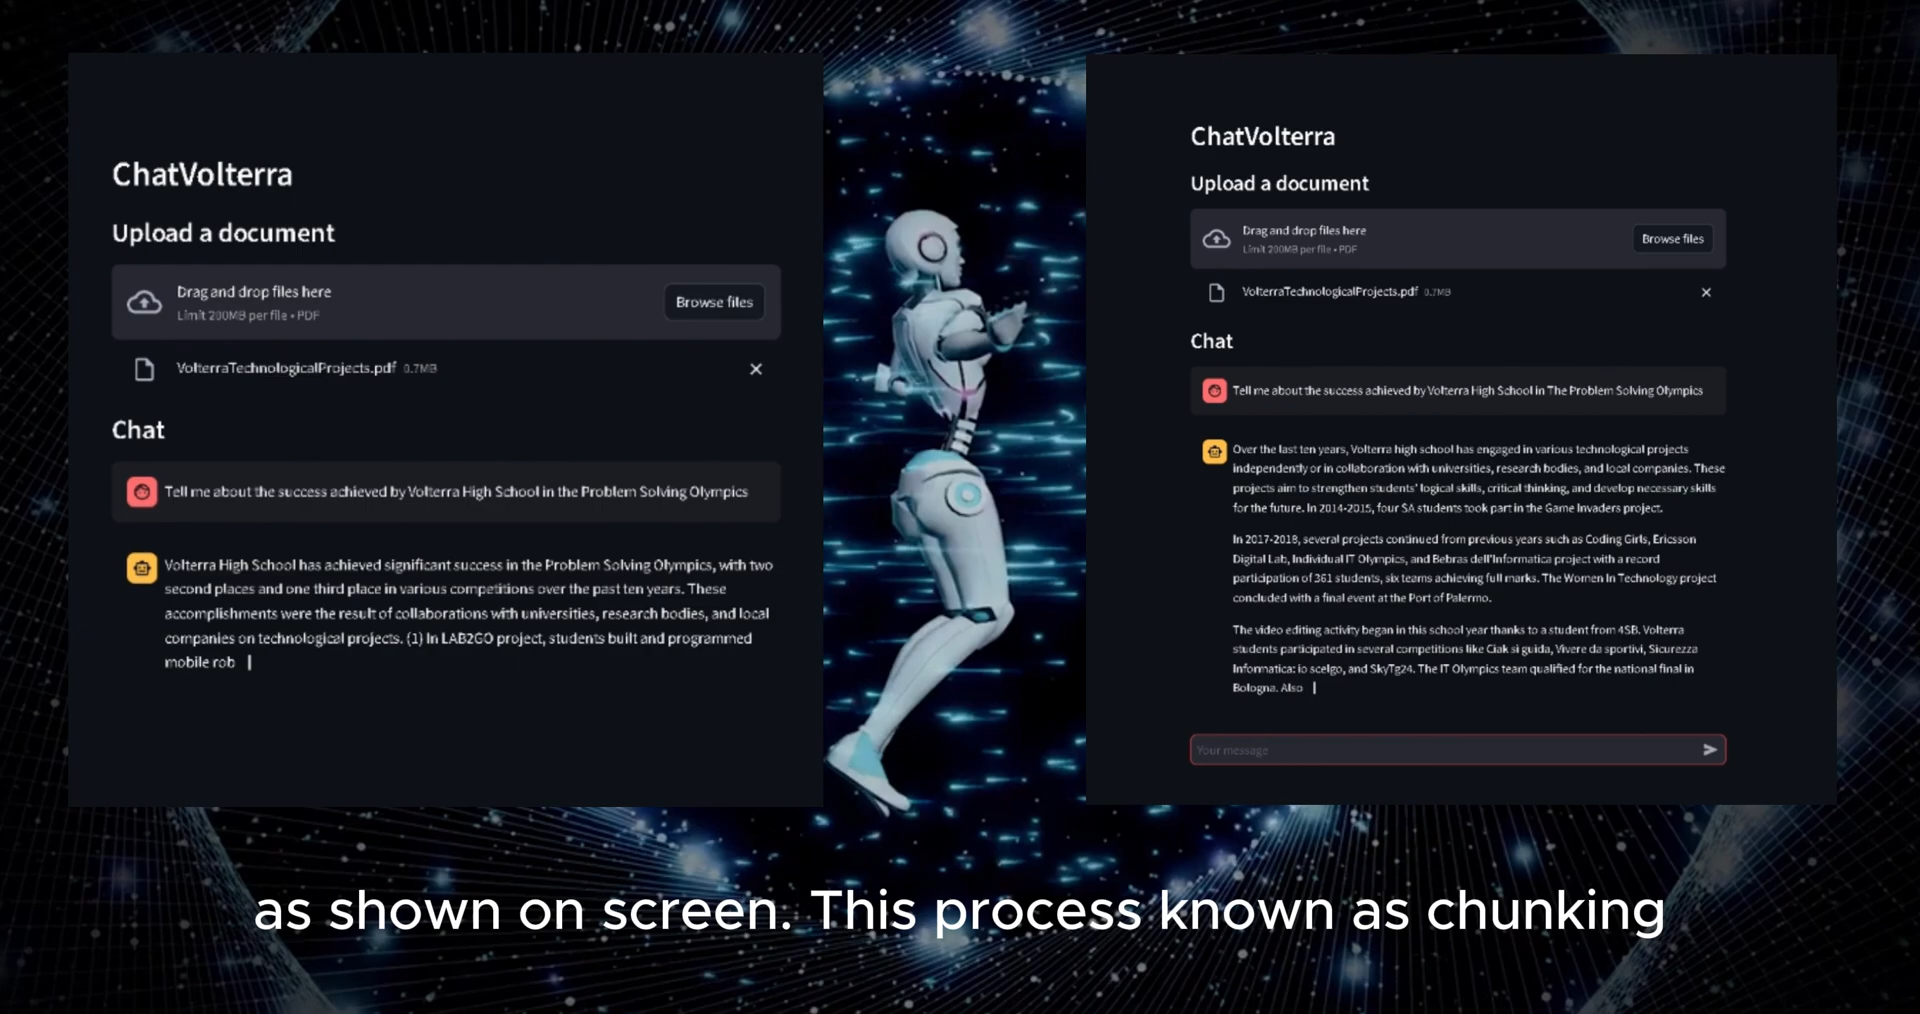 ChatVolterra
Upload a document
Drag and drop files here
Limit 200MB per file • PDF
Browse files
VolterraTechnologicalProjects.pdf 0.7MB
Chat
Tell me about the success achieved by Volterra High School in the Problem Solving Olympics
Volterra High School has achieved significant success in the Problem Solving Olympics, with two
second places and one third place in various competitions over the past ten years. These
accomplishments were the result of collaborations with universities, research bodies, and local
companies on technological projects. (1) In LAB2GO project, students built and programmed
mobile rob
ChatVolterra
Upload a document
Drag and drop files here
Limit 200MB per file • PDF
Browse files
VolterraTechnologicalProjects.pdf 0.7MB
Chat
Tell me about the success achieved by Volterra High School in The Problem Solving Olympics
Over the last ten years, Volterra high school has engaged in various technological projects
independently or in collaboration with universities, research bodies, and local companies. These
projects aim to strengthen students' logical skills, critical thinking, and develop necessary skills
for the future. In 2014-2015, four SA students took part in the Game Invaders project.
In 2017-2018, several projects continued from previous years such as Coding Girls, Ericsson
Digital Lab, Individual IT Olympics, and Bebras dell'Informatica project with a record
participation of 361 students, six teams achieving full marks. The Women In Technology project
concluded with a final event at the Port of Palermo.
The video editing activity began in this school year thanks to a student from 4SB. Volterra
students participated in several competitions like Ciak si guida, Vivere da sportivi, Sicurezza
Informatica: io scelgo, and SkyTg24. The IT Olympics team qualified for the national final in
Bologna. Also
Your message
as shown on screen. This process known as chunking